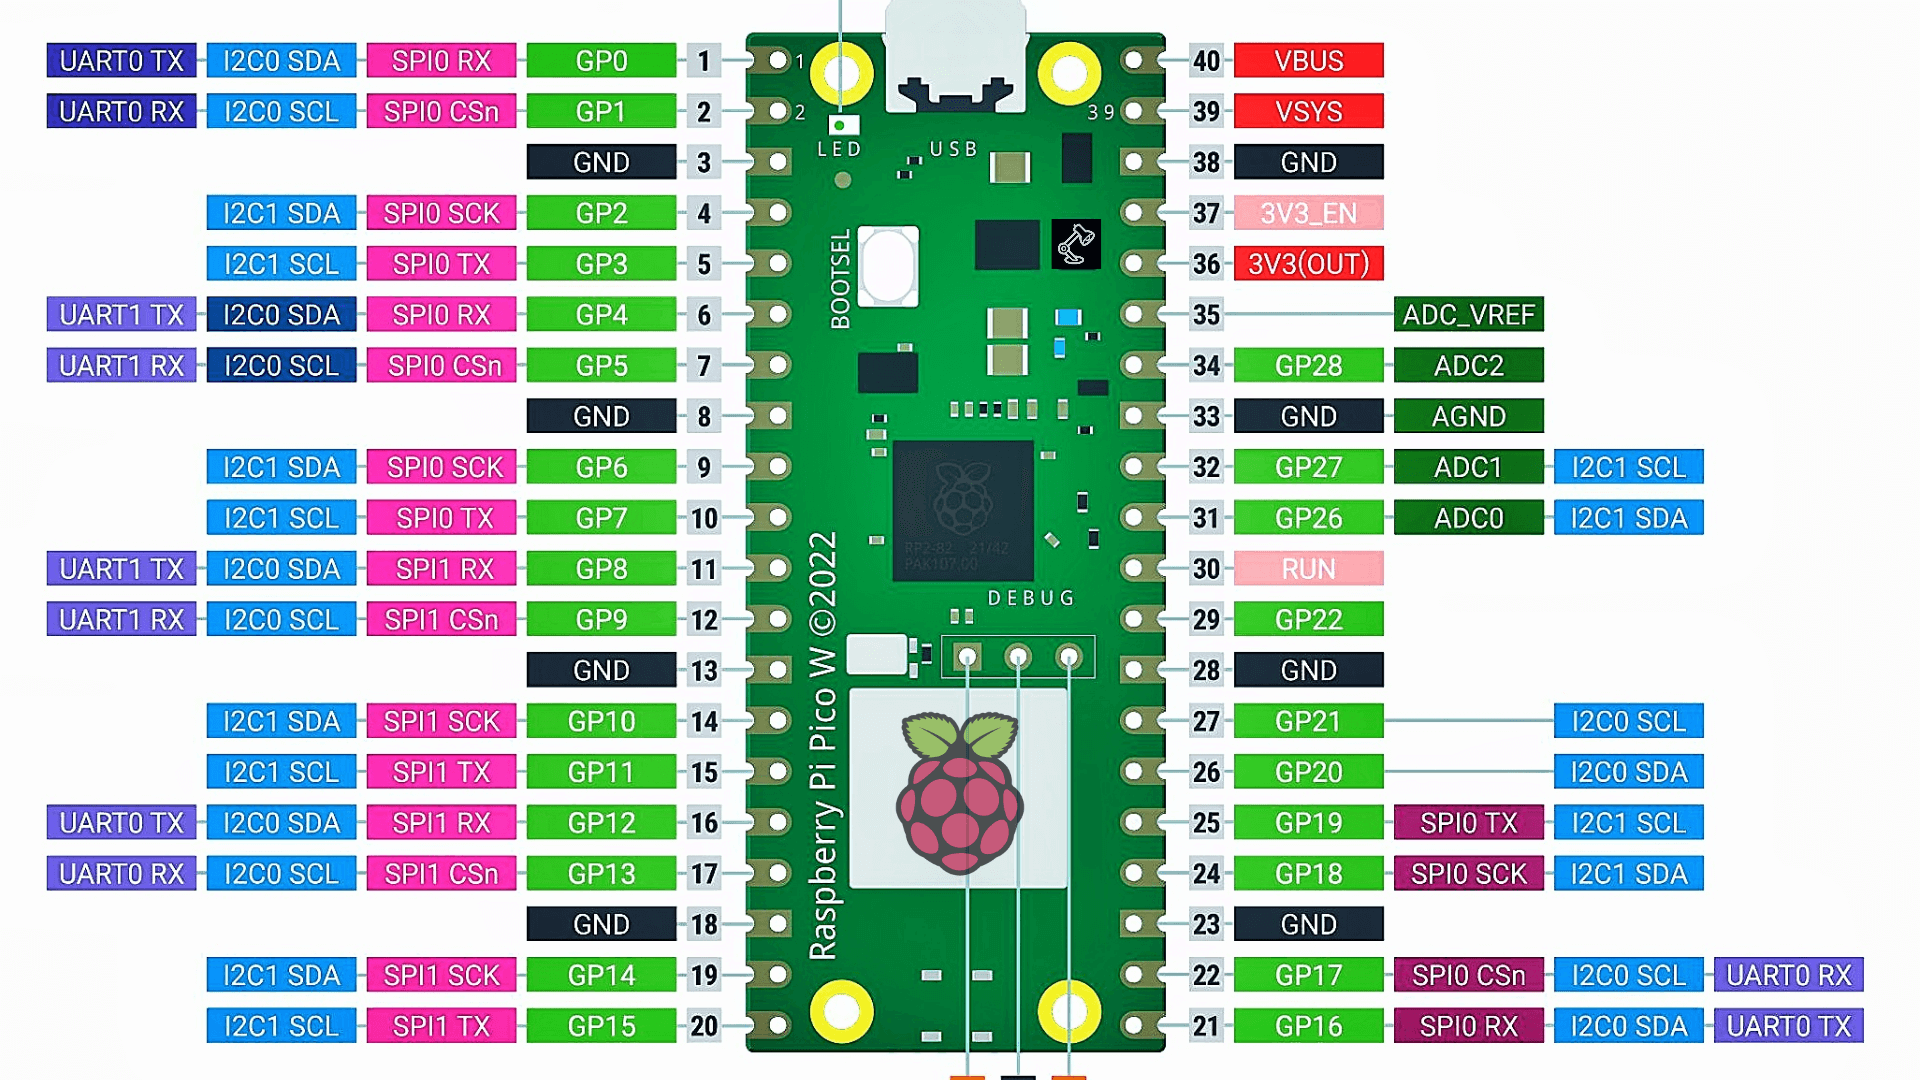 UART0 TX I2C0 SDA SPI0 RX GP0 1 1 40 VBUS
UART0 RX I2C0 SCL SPI0 CSn GP1 2 2 39 39 VSYS
LED USB
GND 3 38 GND
I2C1 SDA SPI0 SCK GP2 4 37 3V3_EN
I2C1 SCL SPI0 TX GP3 5 36 3V3(OUT)
BOOTSEL
UART1 TX I2C0 SDA SPI0 RX GP4 6 35 ADC_VREF
UART1 RX I2C0 SCL SPI0 CSn GP5 7 34 GP28 ADC2
GND 8 33 GND AGND
I2C1 SDA SPI0 SCK GP6 9 32 GP27 ADC1 I2C1 SCL
I2C1 SCL SPI0 TX GP7 10 31 GP26 ADC0 I2C1 SDA
RP2-B2 21/42
UART1 TX I2C0 SDA SPI1 RX GP8 11 30 RUN
DEBUG
UART1 RX I2C0 SCL SPI1 CSn GP9 12 29 GP22
GND 13 28 GND
I2C1 SDA SPI1 SCK GP10 14 27 GP21 I2C0 SCL
I2C1 SCL SPI1 TX GP11 15 26 GP20 I2C0 SDA
Raspberry Pi Pico W ©2022
UART0 TX I2C0 SDA SPI1 RX GP12 16 25 GP19 SPI0 TX I2C1 SCL
UART0 RX I2C0 SCL SPI1 CSn GP13 17 24 GP18 SPI0 SCK I2C1 SDA
GND 18 23 GND
I2C1 SDA SPI1 SCK GP14 19 22 GP17 SPI0 CSn I2C0 SCL UART0 RX
I2C1 SCL SPI1 TX GP15 20 21 GP16 SPI0 RX I2C0 SDA UART0 TX